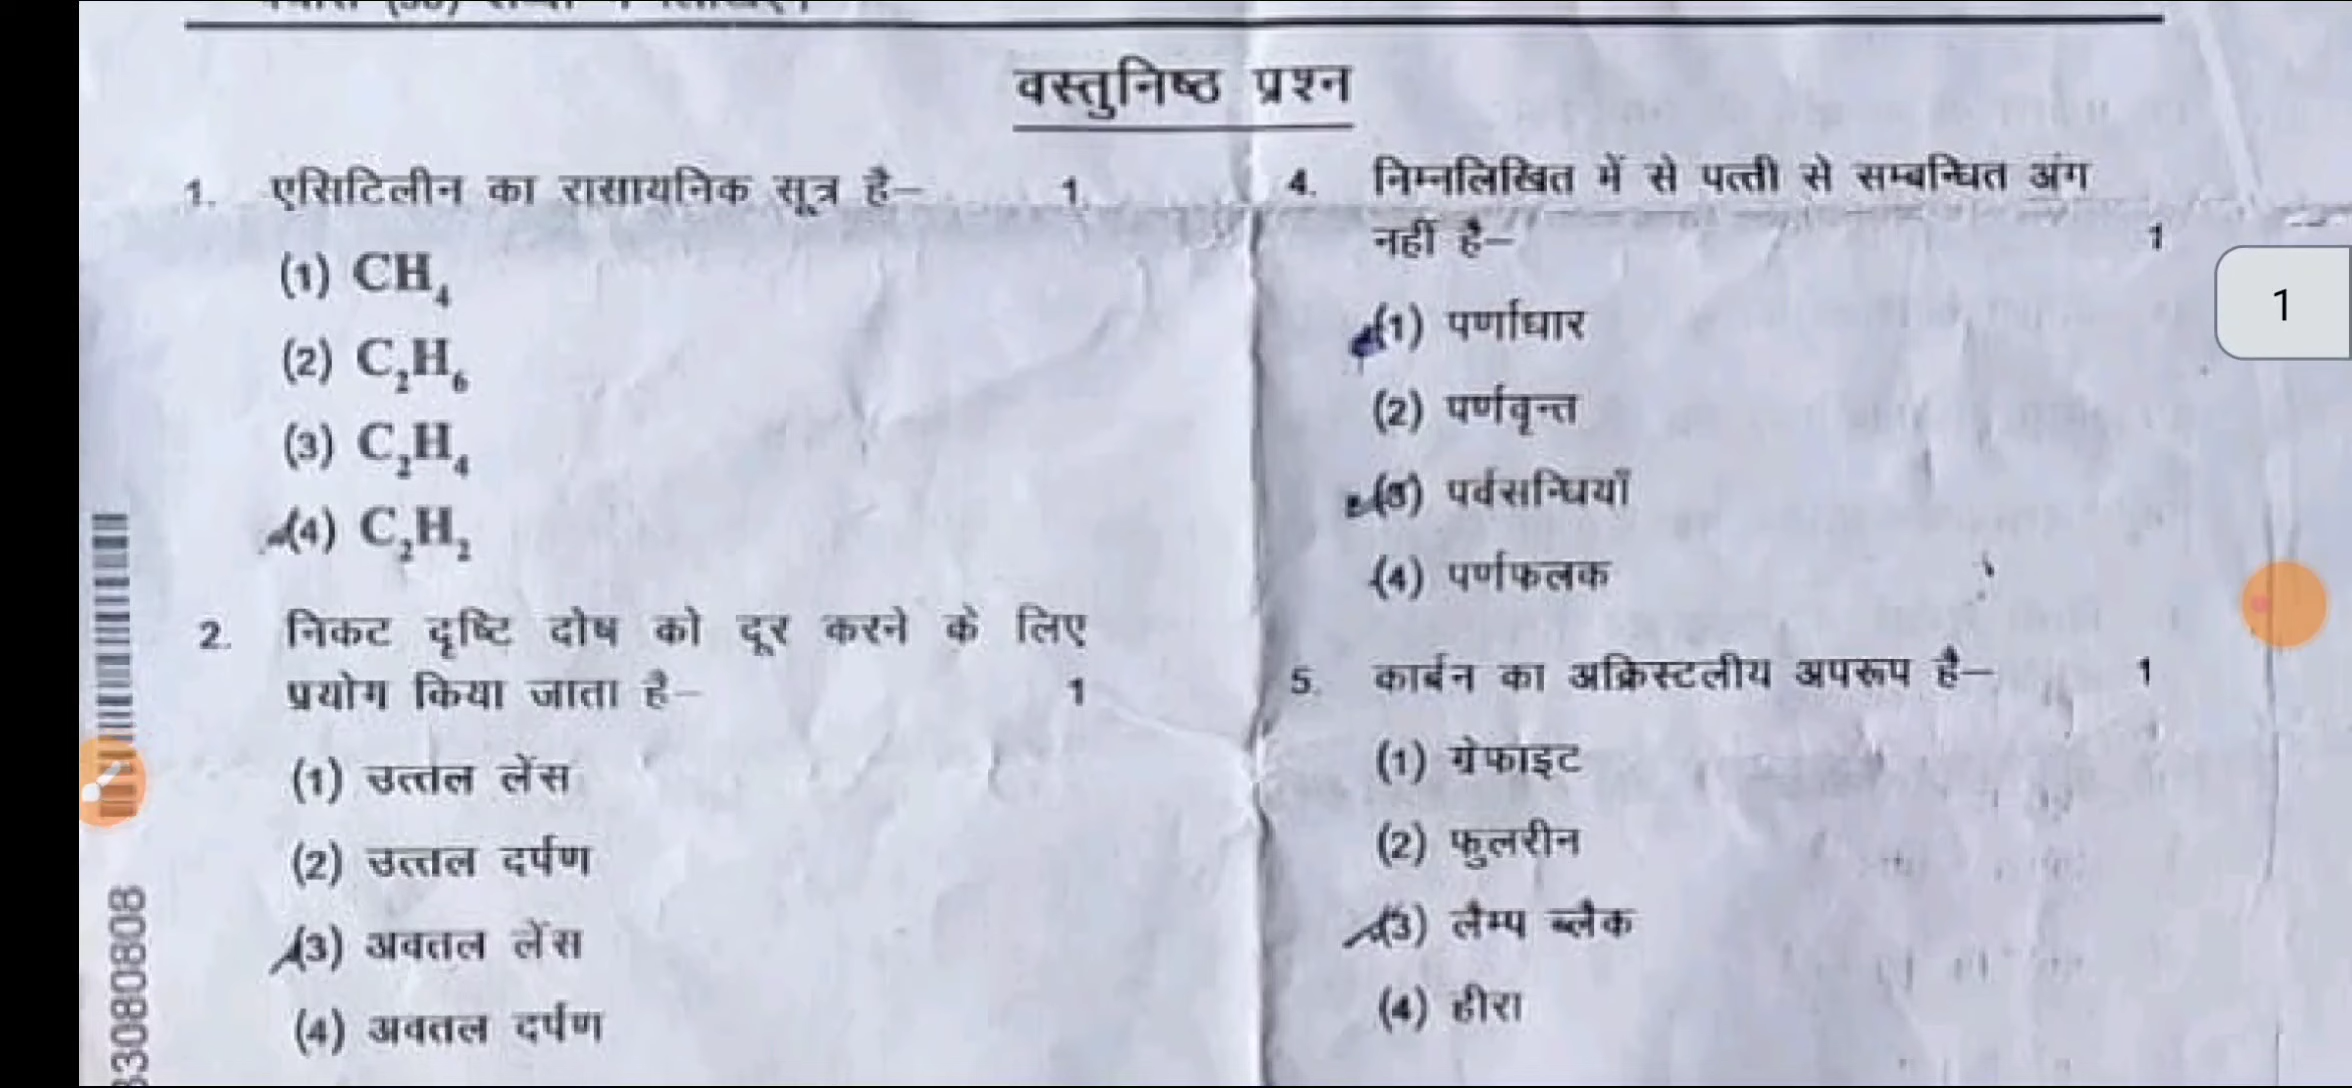 वस्तुनिष्ठ प्रश्न
1. एसिटिलीन का रासायनिक सूत्र है– 1
(1) CH₄
(2) C₂H₆
(3) C₂H₄
(4) C₂H₂
2. निकट दृष्टि दोष को दूर करने के लिए
प्रयोग किया जाता है– 1
(1) उत्तल लेंस
(2) उत्तल दर्पण
(3) अवतल लेंस
(4) अवतल दर्पण
4. निम्नलिखित में से पत्ती से सम्बन्धित अंग
नहीं है– 1
(1) पर्णाधार
(2) पर्णवृन्त
(3) पर्वसन्धियाँ
(4) पर्णफलक
5. कार्बन का अक्रिस्टलीय अपरूप है– 1
(1) ग्रेफाइट
(2) फुलरीन
(3) लैम्प ब्लैक
(4) हीरा
1
330808808